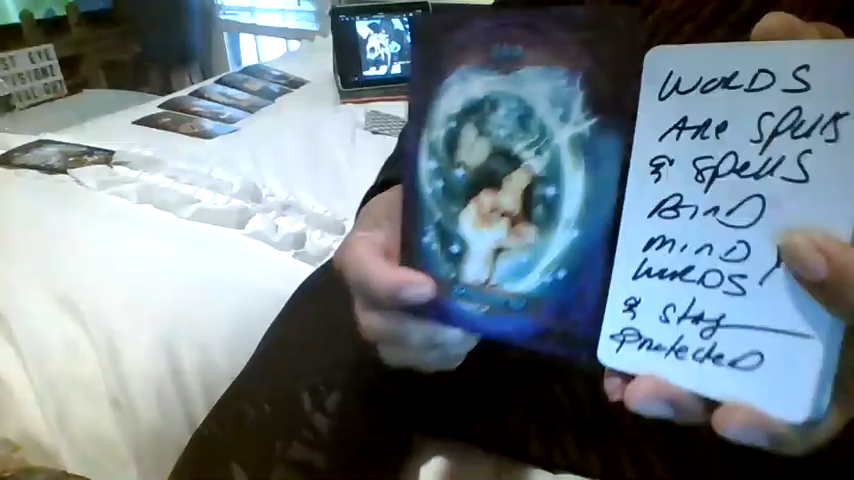 WORDS
ARE SPElls
& SPELLS
BIND
MIND
WORDS,
& Stay
PROtecteD